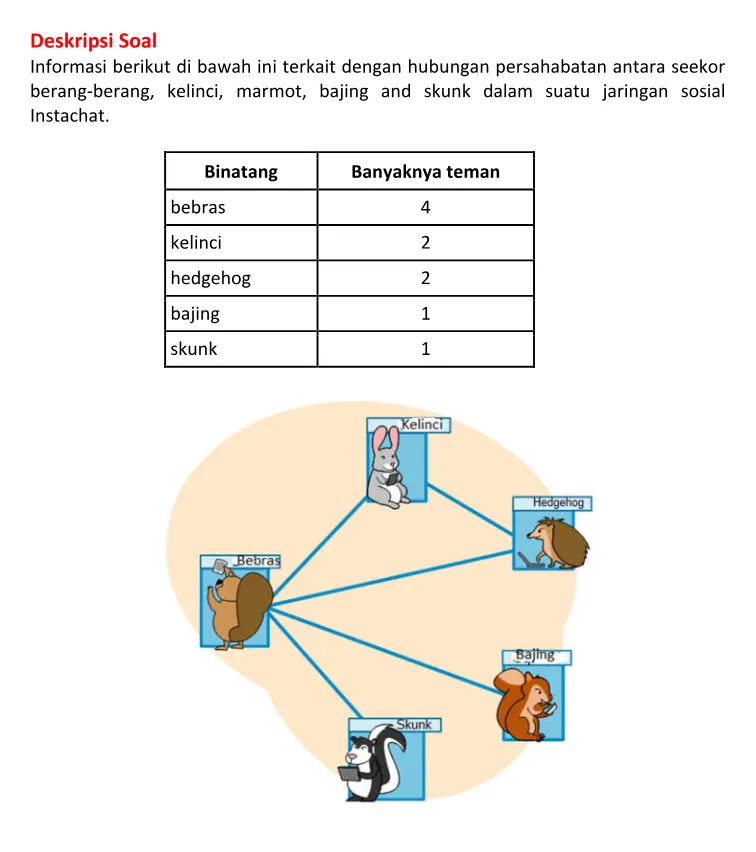 Deskripsi Soal
Informasi berikut di bawah ini terkait dengan hubungan persahabatan antara seekor
berang-berang, kelinci, marmot, bajing and skunk dalam suatu jaringan sosial
Instachat.
Binatang Banyaknya teman
bebras 4
kelinci 2
hedgehog 2
bajing 1
skunk 1
Kelinci
Hedgehog
Bebras
Bajing
Skunk